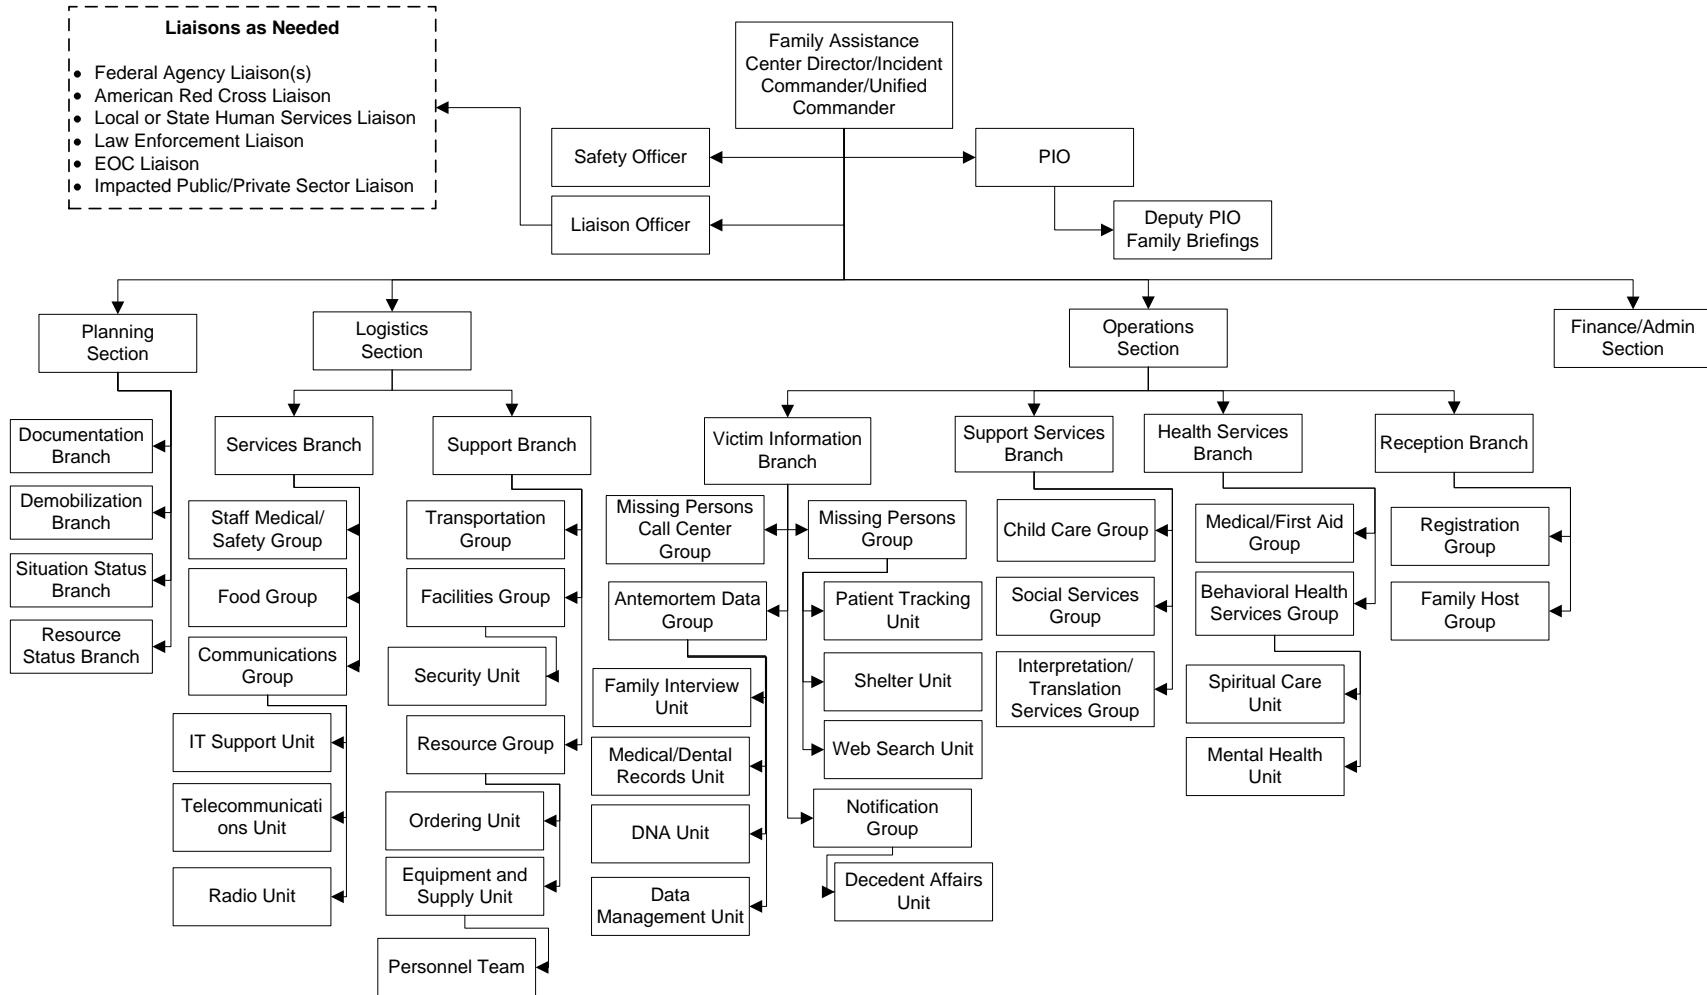 Liaisons as Needed
• Federal Agency Liaison(s)
• American Red Cross Liaison
• Local or State Human Services Liaison
• Law Enforcement Liaison
• EOC Liaison
• Impacted Public/Private Sector Liaison
Family Assistance
Center Director/Incident
Commander/Unified
Commander
Safety Officer
PIO
Liaison Officer
Deputy PIO
Family Briefings
Planning
Section
Logistics
Section
Operations
Section
Finance/Admin
Section
Documentation
Branch
Demobilization
Branch
Situation Status
Branch
Resource
Status Branch
Services Branch
Staff Medical/
Safety Group
Food Group
Communications
Group
IT Support Unit
Telecommunicati
ons Unit
Radio Unit
Support Branch
Transportation
Group
Facilities Group
Security Unit
Resource Group
Ordering Unit
Equipment and
Supply Unit
Personnel Team
Victim Information
Branch
Missing Persons
Call Center
Group
Missing Persons
Group
Antemortem Data
Group
Patient Tracking
Unit
Family Interview
Unit
Shelter Unit
Medical/Dental
Records Unit
Web Search Unit
DNA Unit
Notification
Group
Data
Management Unit
Decedent Affairs
Unit
Support Services
Branch
Child Care Group
Social Services
Group
Interpretation/
Translation
Services Group
Health Services
Branch
Medical/First Aid
Group
Behavioral Health
Services Group
Spiritual Care
Unit
Mental Health
Unit
Reception Branch
Registration
Group
Family Host
Group